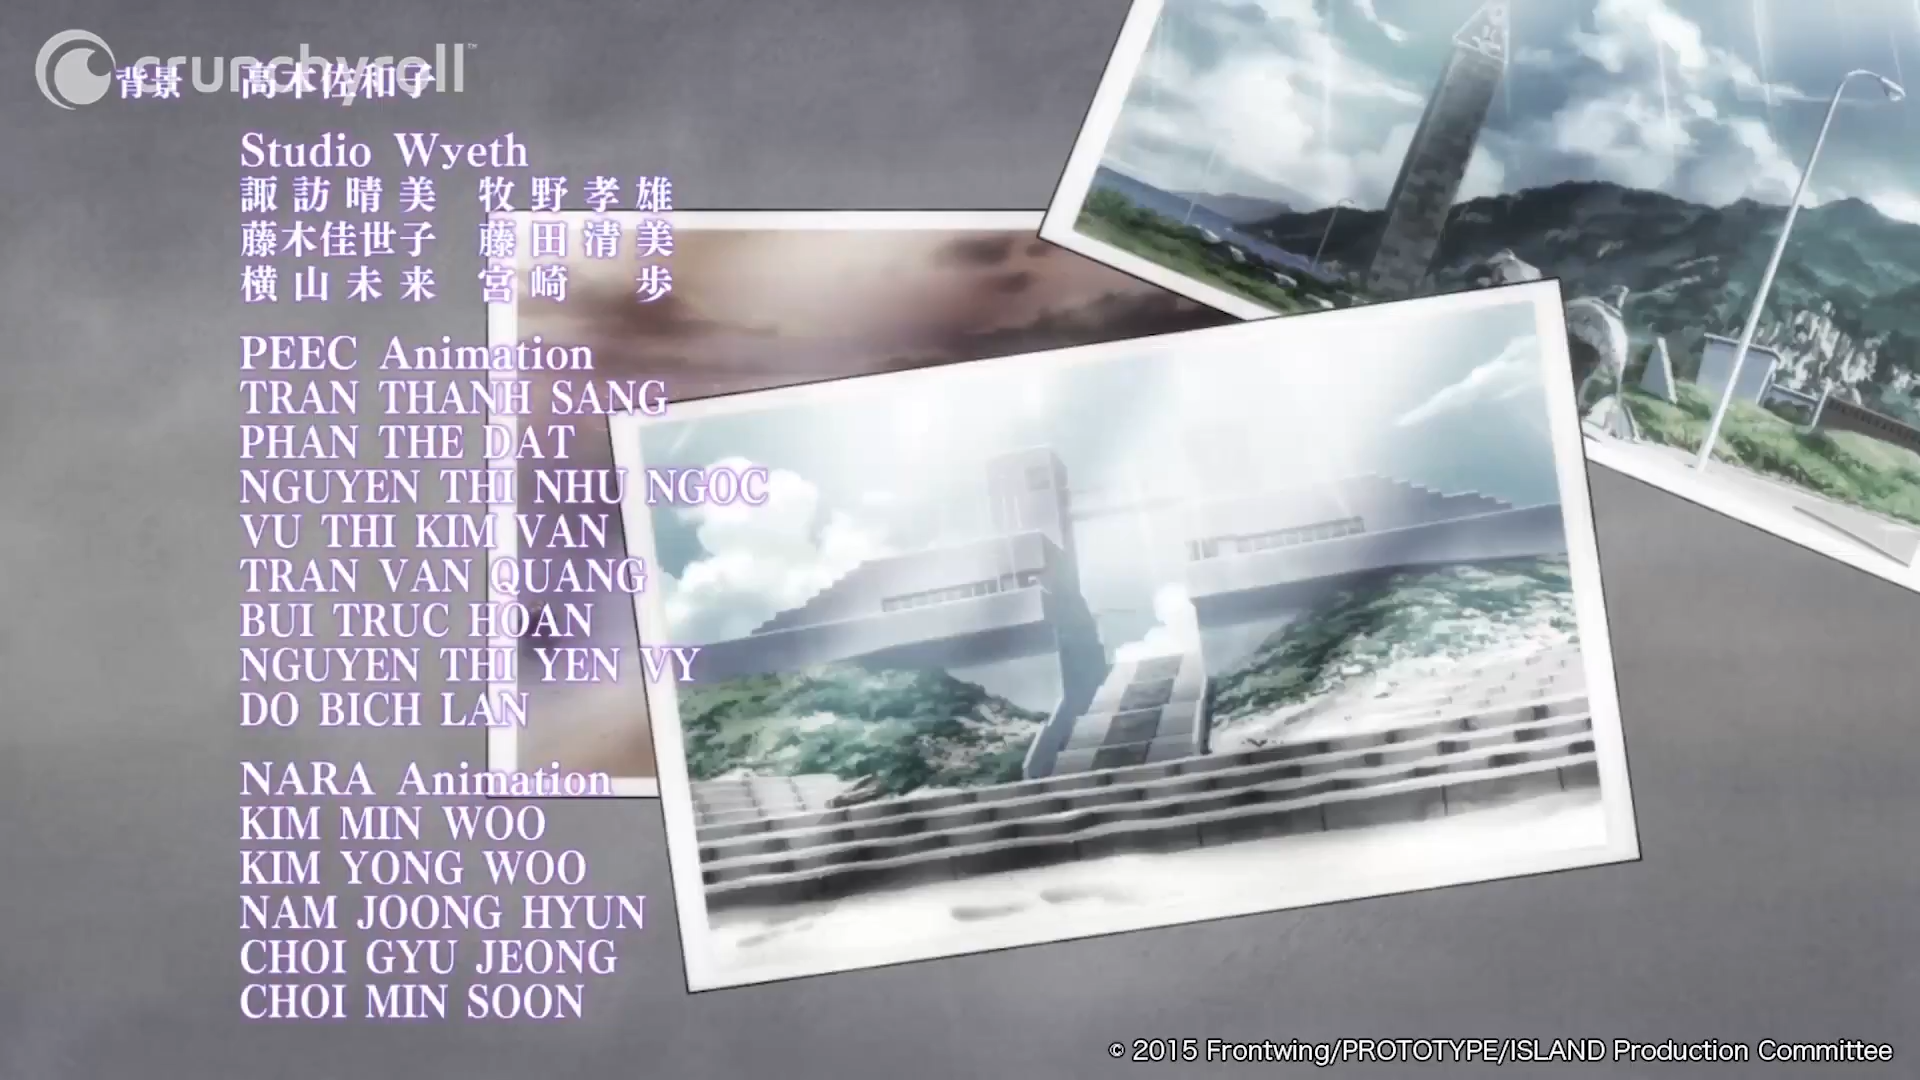 crunchyroll™
背景 高木佐和子
Studio Wyeth
諏訪晴美 牧野孝雄
藤木佳世子 藤田清美
横山未来 宮崎 歩
PEEC Animation
TRAN THANH SANG
PHAN THE DAT
NGUYEN THI NHU NGOC
VU THI KIM VAN
TRAN VAN QUANG
BUI TRUC HOAN
NGUYEN THI YEN VY
DO BICH LAN
NARA Animation
KIM MIN WOO
KIM YONG WOO
NAM JOONG HYUN
CHOI GYU JEONG
CHOI MIN SOON
© 2015 Frontwing/PROTOTYPE/ISLAND Production Committee